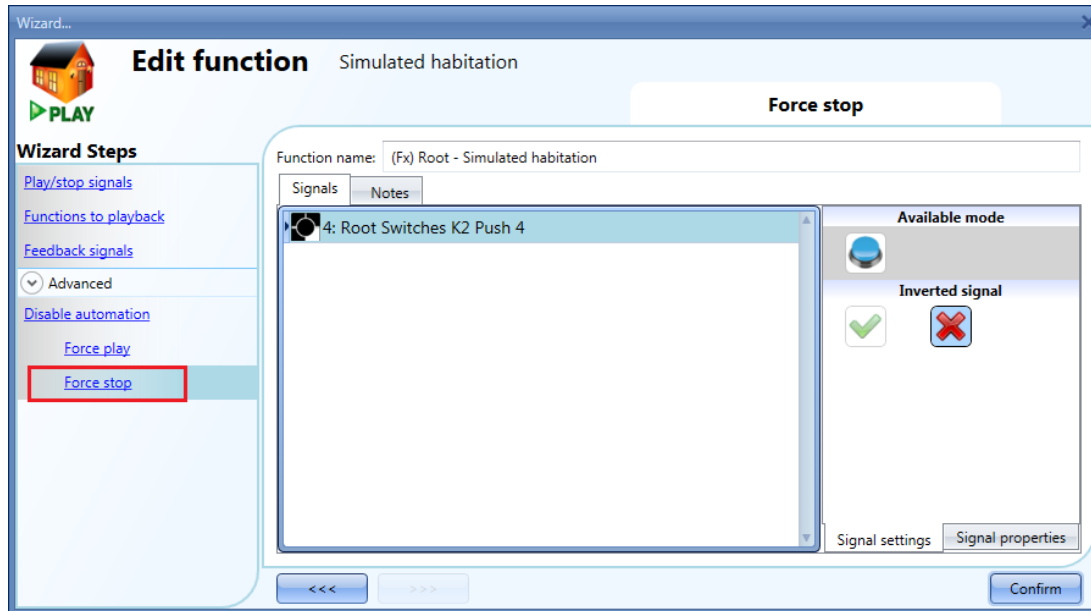 Wizard...
Edit function Simulated habitation
PLAY
Force stop
Wizard Steps
Play/stop signals
Functions to playback
Feedback signals
Advanced
Disable automation
Force play
Force stop
Function name: (Fx) Root - Simulated habitation
Signals Notes
4: Root Switches K2 Push 4
Available mode
Inverted signal
Signal settings Signal properties
<<< >>> Confirm